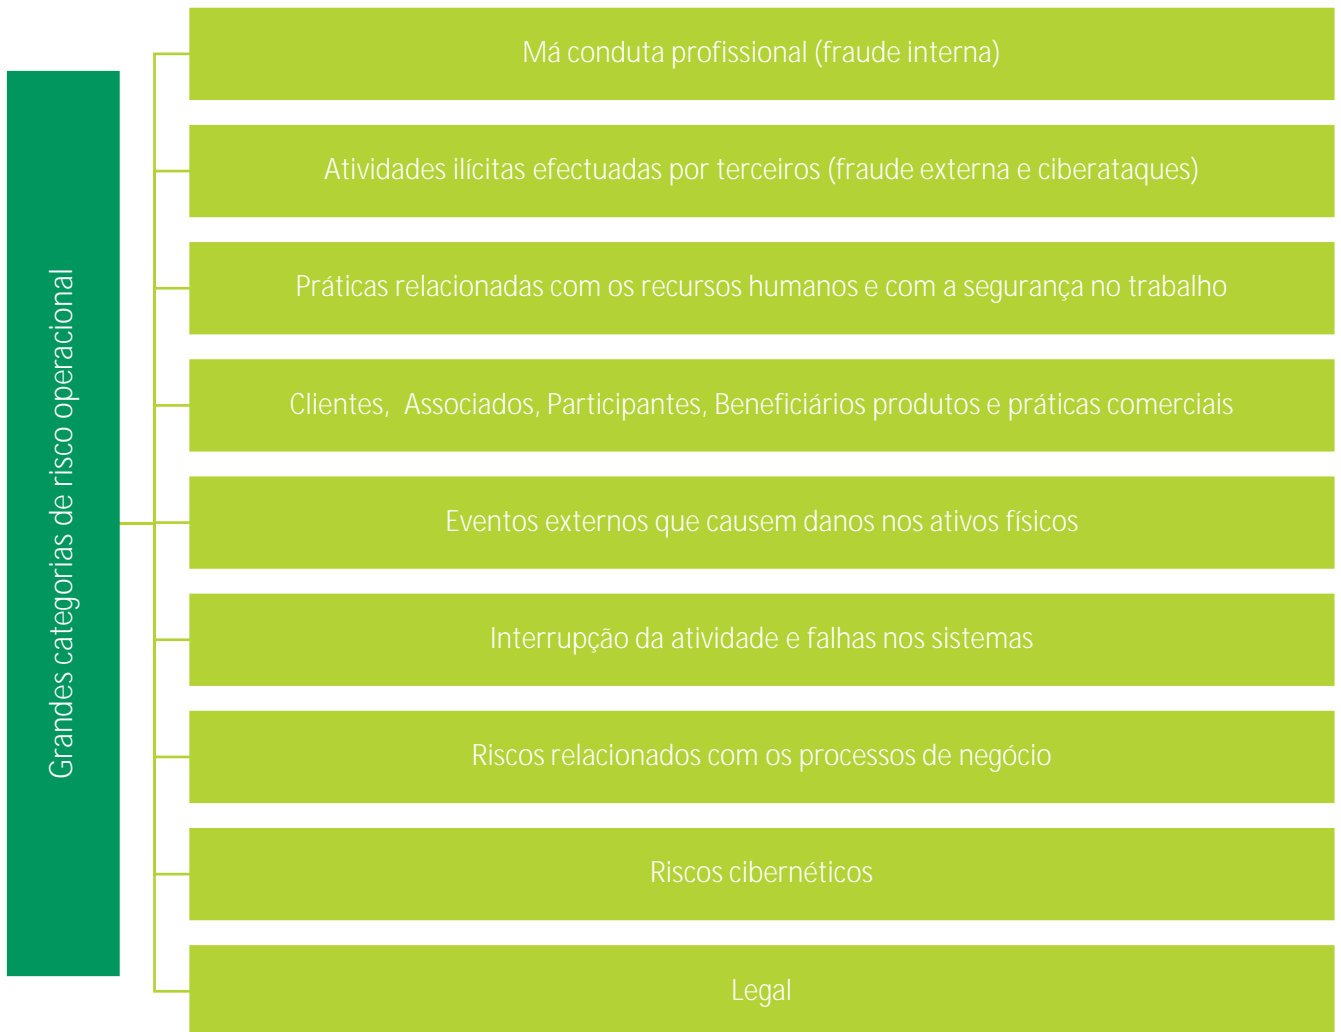 Grandes categorias de risco operacional
Má conduta profissional (fraude interna)
Atividades ilícitas efectuadas por terceiros (fraude externa e ciberataques)
Práticas relacionadas com os recursos humanos e com a segurança no trabalho
Clientes, Associados, Participantes, Beneficiários produtos e práticas comerciais
Eventos externos que causem danos nos ativos físicos
Interrupção da atividade e falhas nos sistemas
Riscos relacionados com os processos de negócio
Riscos cibernéticos
Legal